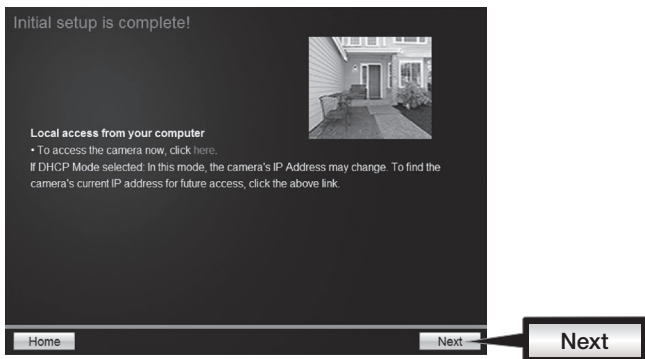 Initial setup is complete!
Local access from your computer
• To access the camera now, click here.
If DHCP Mode selected: In this mode, the camera's IP Address may change. To find the
camera's current IP address for future access, click the above link.
Home
Next
Next